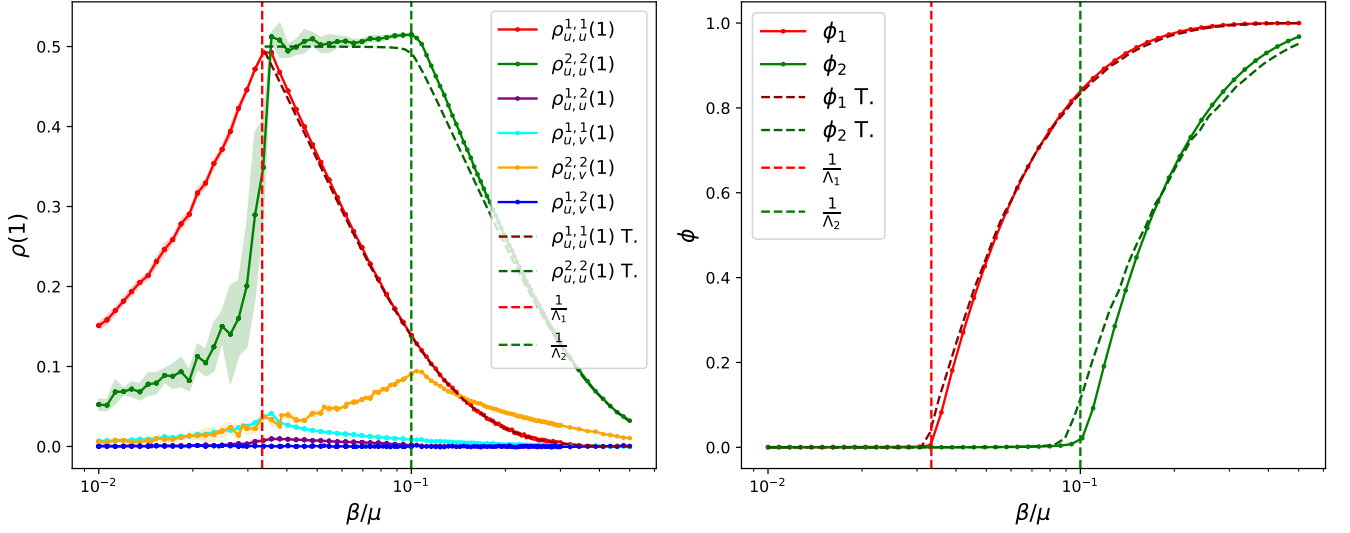 0.5
0.4
0.3
0.2
0.1
0.0
ρ(1)
10⁻²
10⁻¹
β/μ
ρ^{1,1}_{u,u}(1)
ρ^{2,2}_{u,u}(1)
ρ^{1,2}_{u,u}(1)
ρ^{1,1}_{u,v}(1)
ρ^{2,2}_{u,v}(1)
ρ^{1,2}_{u,v}(1)
ρ^{1,1}_{u,u}(1) T.
ρ^{2,2}_{u,u}(1) T.
1/Λ₁
1/Λ₂
1.0
0.8
0.6
0.4
0.2
0.0
ϕ
10⁻²
10⁻¹
β/μ
ϕ₁
ϕ₂
ϕ₁ T.
ϕ₂ T.
1/Λ₁
1/Λ₂